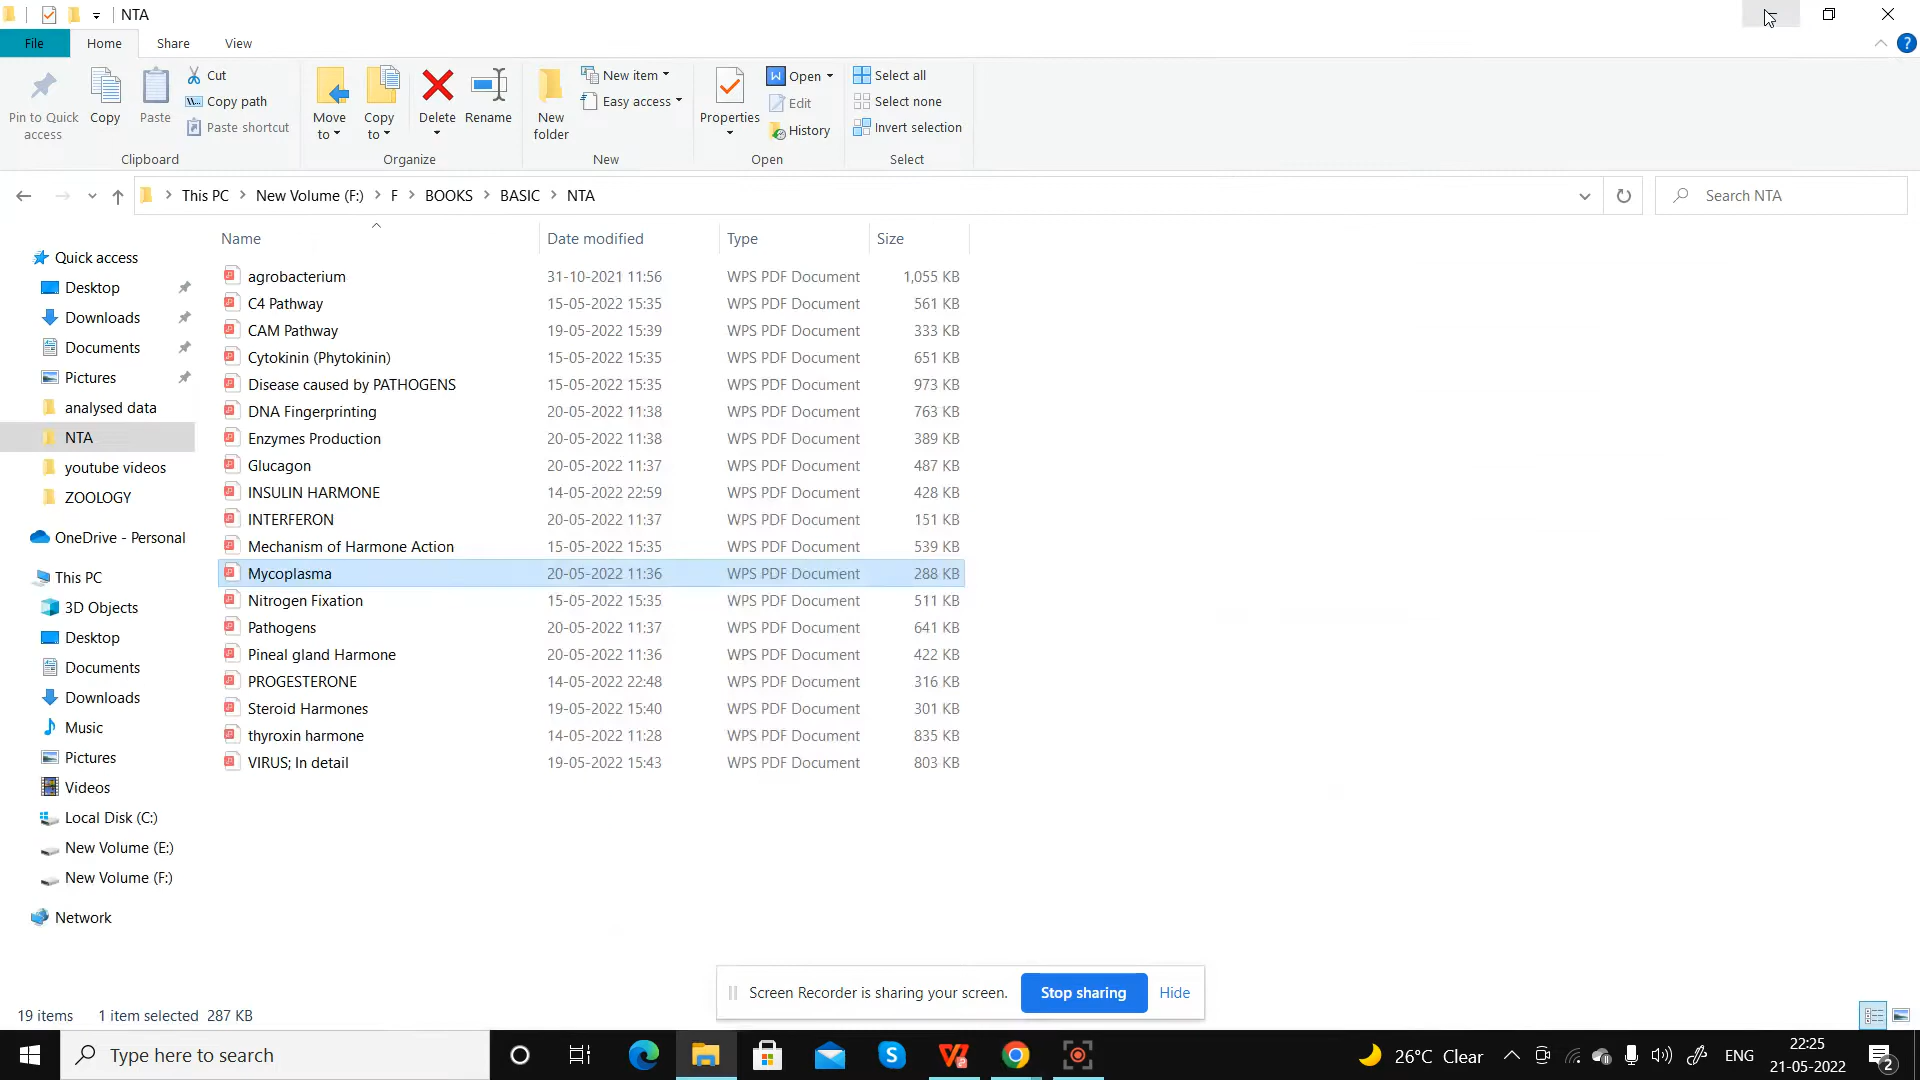 NTA
File Home Share View
Pin to Quick access
Copy
Paste
Cut
Copy path
Paste shortcut
Clipboard
Move to
Copy to
Delete
Rename
Organize
New folder
New item
Easy access
New
Properties
Open
Edit
History
Open
Select all
Select none
Invert selection
Select
This PC New Volume (F:) F BOOKS BASIC NTA
Search NTA
Quick access
Desktop
Downloads
Documents
Pictures
analysed data
NTA
youtube videos
ZOOLOGY
OneDrive - Personal
This PC
3D Objects
Desktop
Documents
Downloads
Music
Pictures
Videos
Local Disk (C:)
New Volume (E:)
New Volume (F:)
Network
Name Date modified Type Size
agrobacterium 31-10-2021 11:56 WPS PDF Document 1,055 KB
C4 Pathway 15-05-2022 15:35 WPS PDF Document 561 KB
CAM Pathway 19-05-2022 15:39 WPS PDF Document 333 KB
Cytokinin (Phytokinin) 15-05-2022 15:35 WPS PDF Document 651 KB
Disease caused by PATHOGENS 15-05-2022 15:35 WPS PDF Document 973 KB
DNA Fingerprinting 20-05-2022 11:38 WPS PDF Document 763 KB
Enzymes Production 20-05-2022 11:38 WPS PDF Document 389 KB
Glucagon 20-05-2022 11:37 WPS PDF Document 487 KB
INSULIN HARMONE 14-05-2022 22:59 WPS PDF Document 428 KB
INTERFERON 20-05-2022 11:37 WPS PDF Document 151 KB
Mechanism of Harmone Action 15-05-2022 15:35 WPS PDF Document 539 KB
Mycoplasma 20-05-2022 11:36 WPS PDF Document 288 KB
Nitrogen Fixation 15-05-2022 15:35 WPS PDF Document 511 KB
Pathogens 20-05-2022 11:37 WPS PDF Document 641 KB
Pineal gland Harmone 20-05-2022 11:36 WPS PDF Document 422 KB
PROGESTERONE 14-05-2022 22:48 WPS PDF Document 316 KB
Steroid Harmones 19-05-2022 15:40 WPS PDF Document 301 KB
thyroxin harmone 14-05-2022 11:28 WPS PDF Document 835 KB
VIRUS; In detail 19-05-2022 15:43 WPS PDF Document 803 KB
Screen Recorder is sharing your screen. Stop sharing Hide
19 items 1 item selected 287 KB
Type here to search
26°C Clear
ENG
22:25
21-05-2022
2